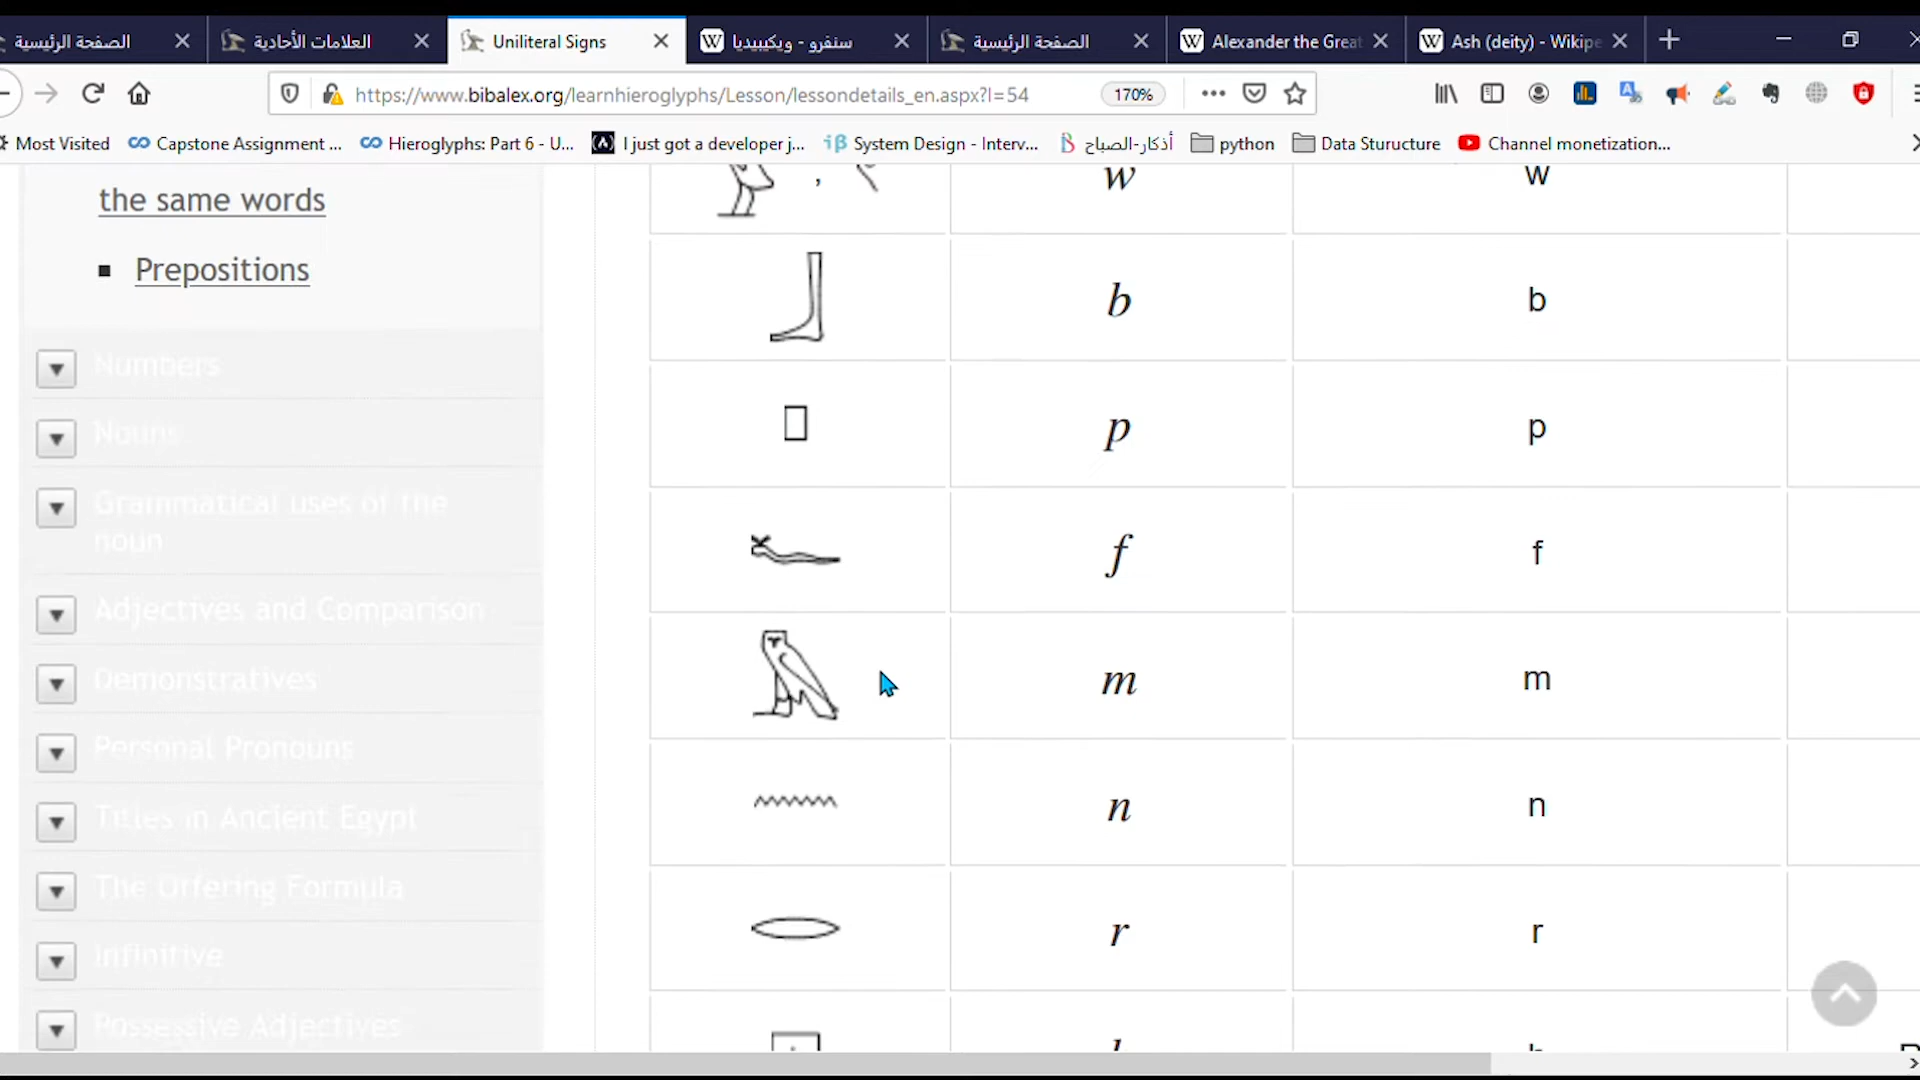 الصفحة الرئيسية
العلامات الأحادية
Uniliteral Signs
سنفرو - ويكيبيديا
الصفحة الرئيسية
Alexander the Great
Ash (deity) - Wikipe
https://www.bibalex.org/learnhieroglyphs/Lesson/lessondetails_en.aspx?l=54
170%
Most Visited
Capstone Assignment ...
Hieroglyphs: Part 6 - U...
I just got a developer j...
System Design - Interv...
أذكار-الصباح
python
Data Sturucture
Channel monetization...
the same words
Prepositions
Numbers
Nouns
Grammatical uses of the
noun
Adjectives and Comparison
Demonstratives
Personal Pronouns
Titles in Ancient Egypt
The Offering Formula
Infinitive
Possessive Adjectives
, w w
b b
p p
f f
m m
n n
r r